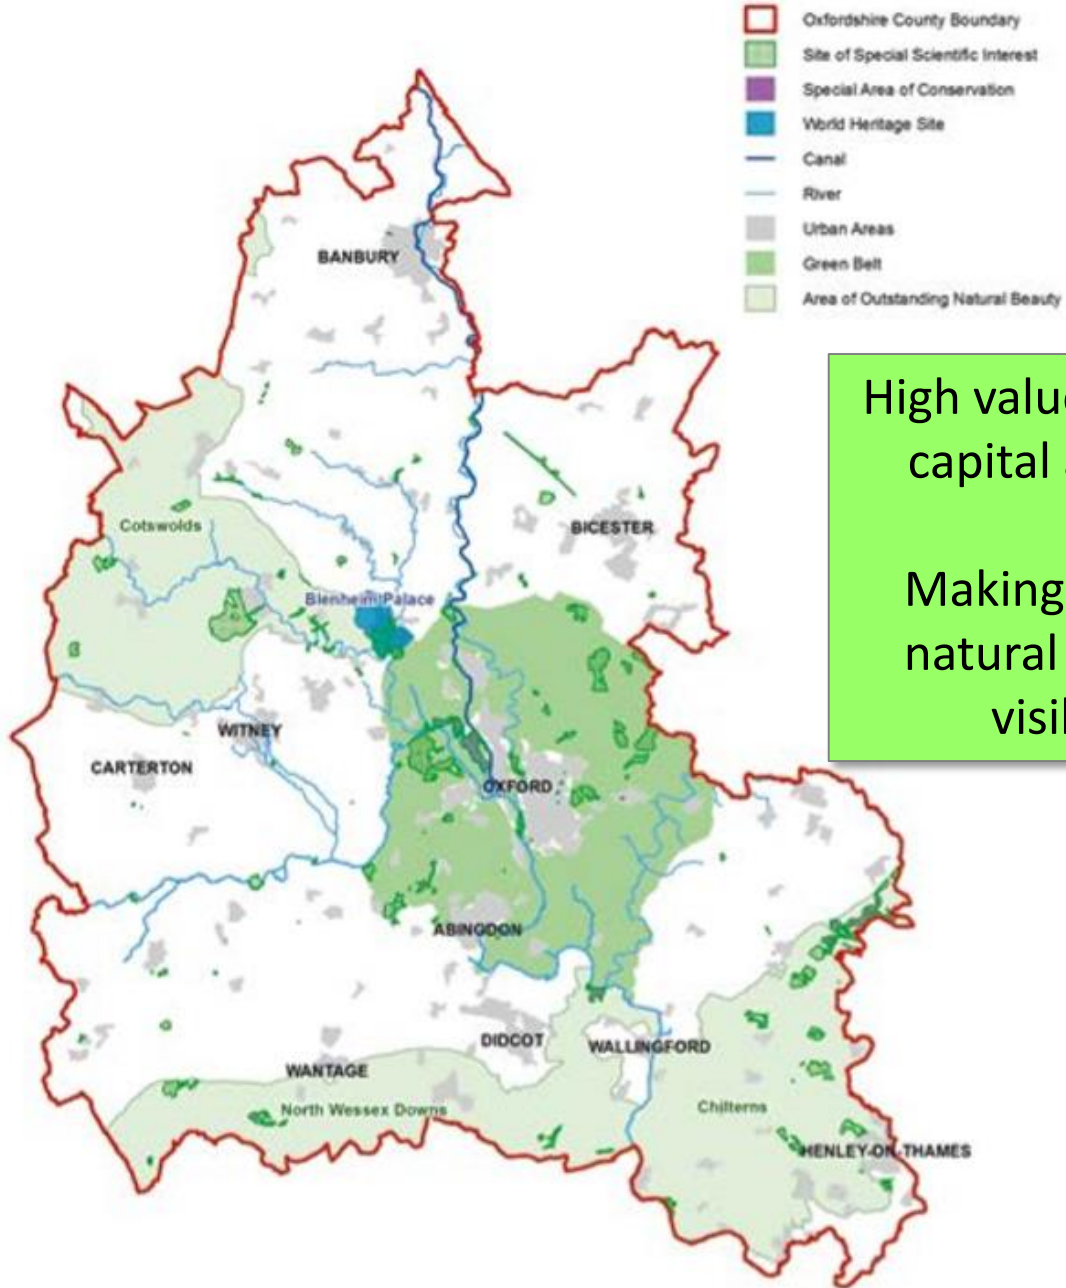 Oxfordshire County Boundary
Site of Special Scientific Interest
Special Area of Conservation
World Heritage Site
Canal
River
Urban Areas
Green Belt
Area of Outstanding Natural Beauty
BANBURY
High value
capital
Making
natural
Cotswolds
BICESTER
Blenheim Palace
WITNEY
CARTERTON
OXFORD
ABINGDON
DIDCOT
WALLINGFORD
WANTAGE
North Wessex Downs
Chilterns
HENLEY-ON-THAMES